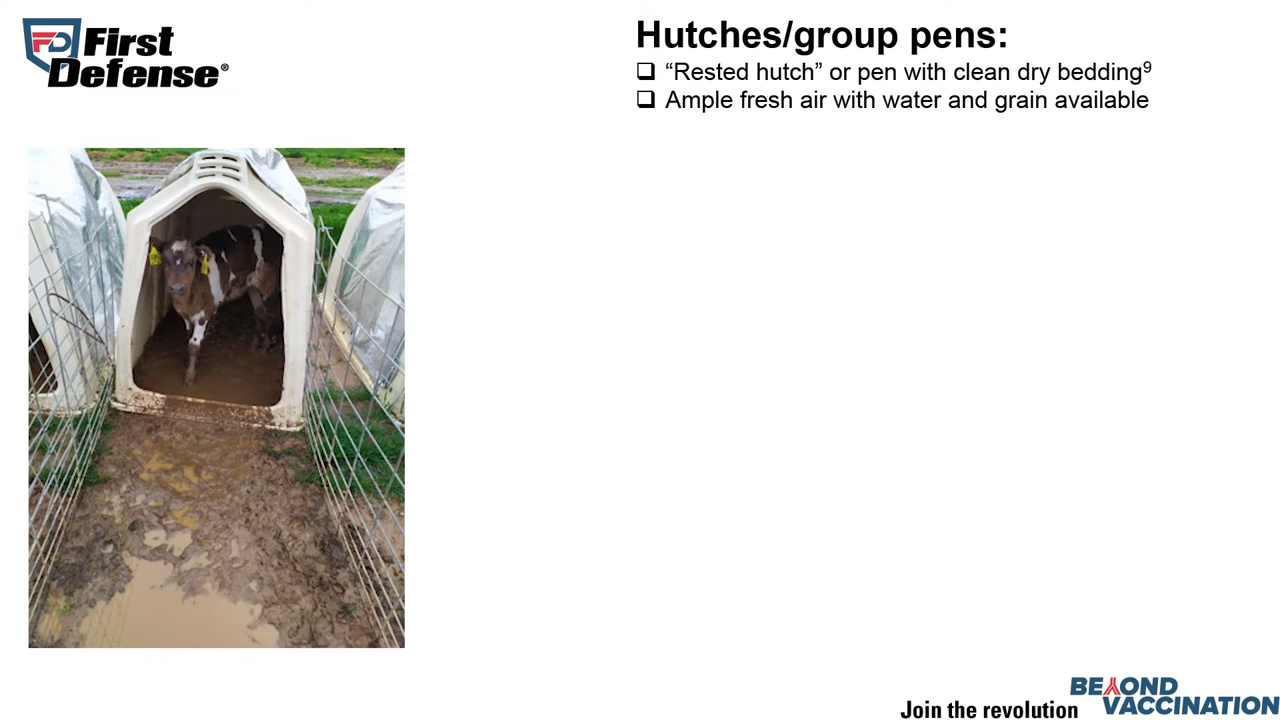 First
Defense®
Hutches/group pens:
❑ “Rested hutch” or pen with clean dry bedding⁹
❑ Ample fresh air with water and grain available
Join the revolution
BEYOND
VACCINATION